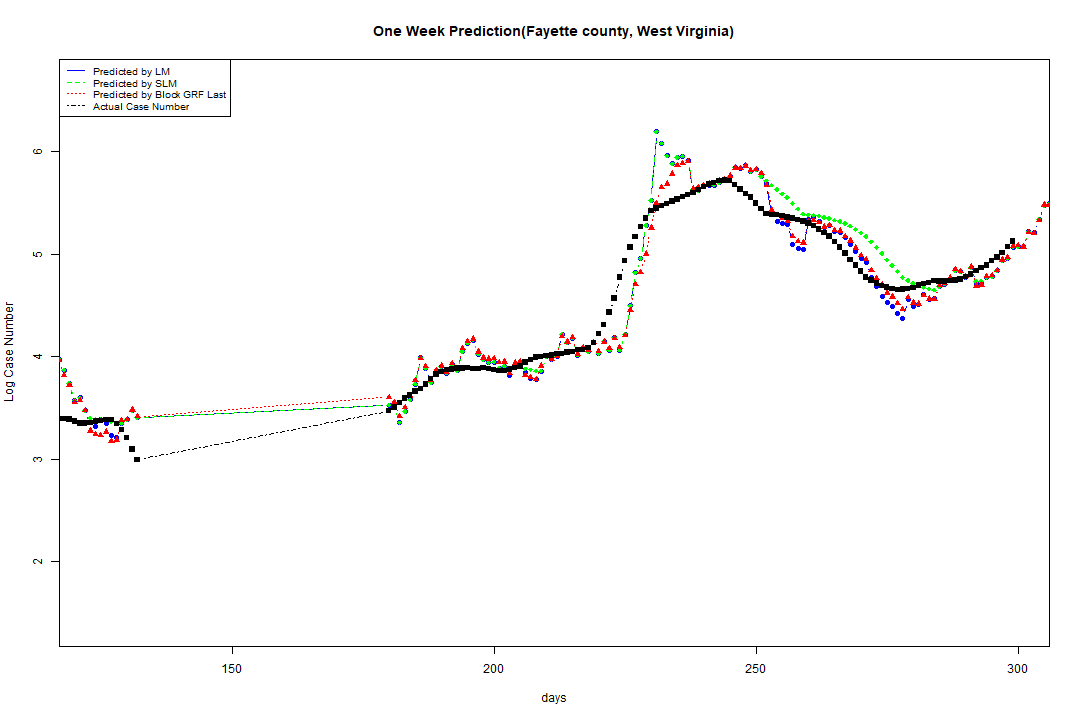 One Week Prediction(Fayette county, West Virginia)
Predicted by LM
Predicted by SLM
Predicted by Block GRF Last
Actual Case Number
6
5
4
3
2
Log Case Number
150
200
250
300
days